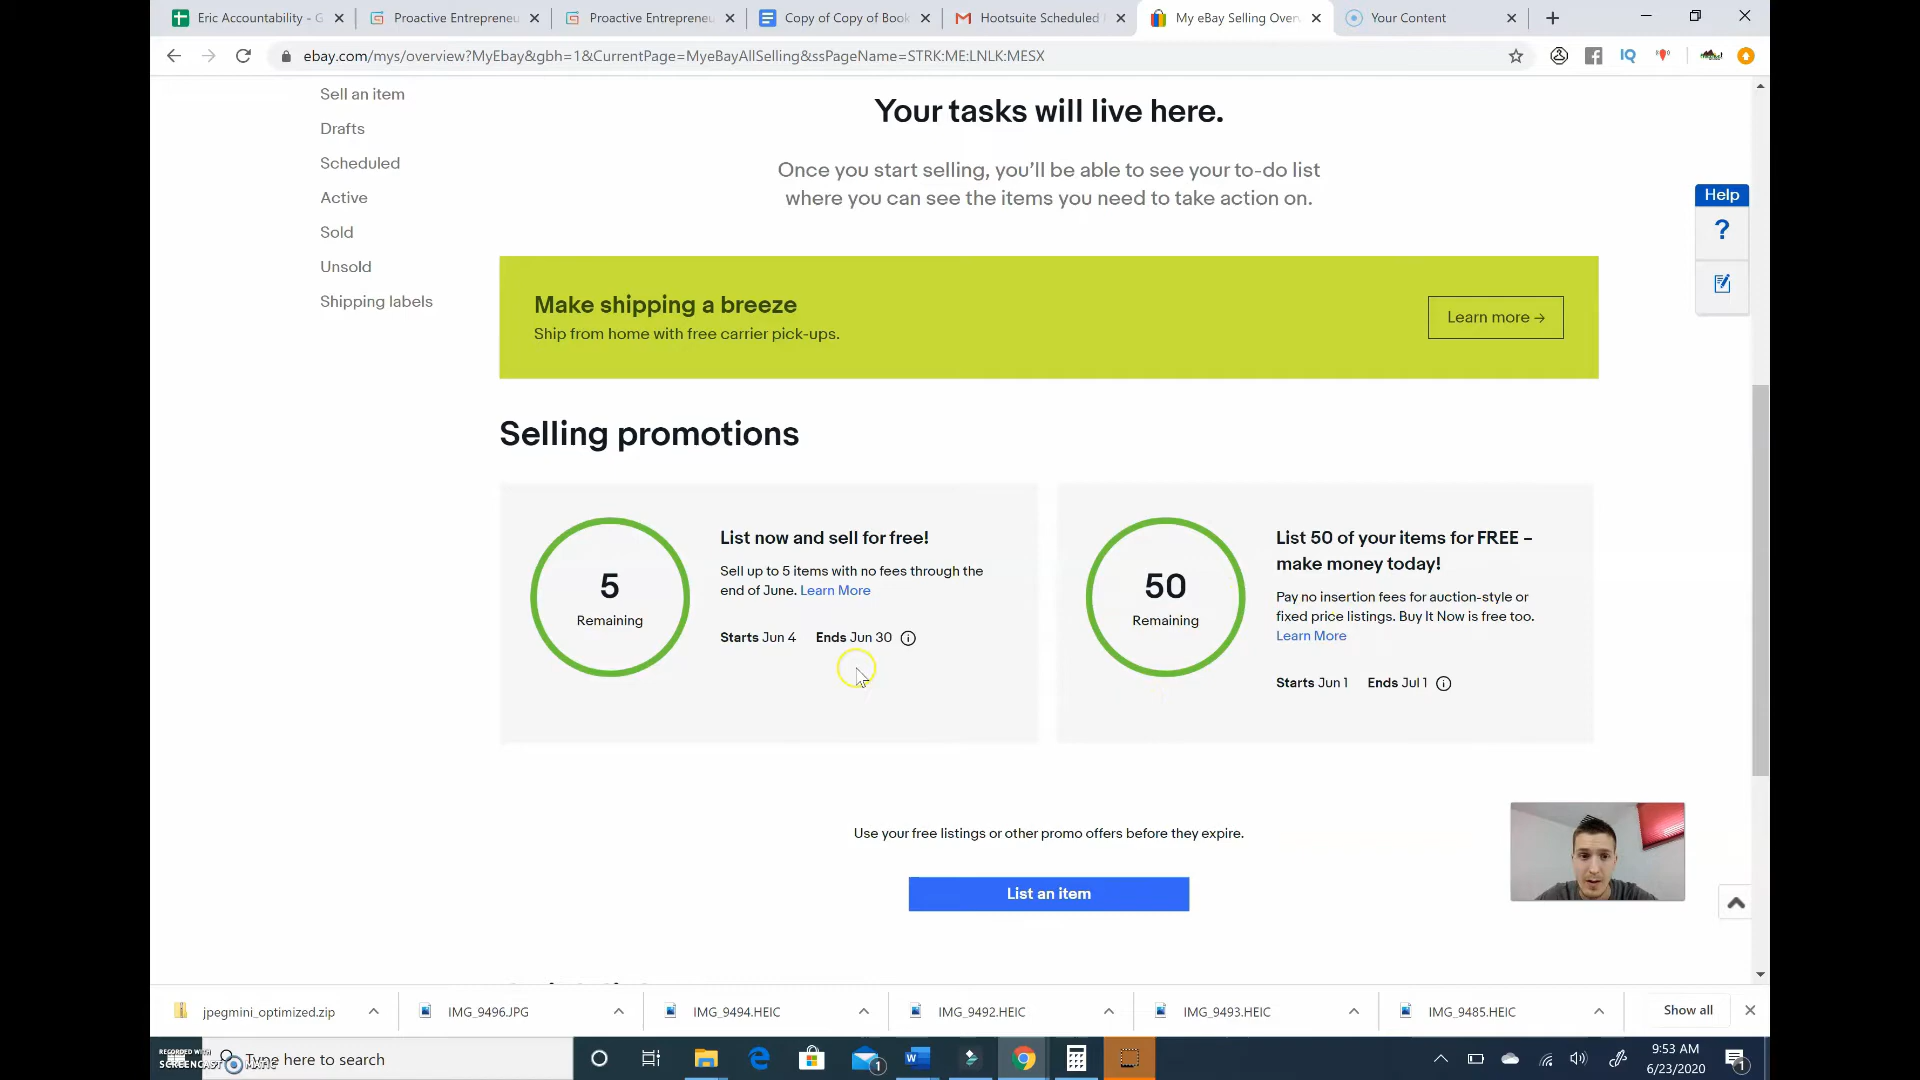 Eric Accountability - G
Proactive Entrepreneu
Proactive Entrepreneu
Copy of Copy of Book
Hootsuite Scheduled
My eBay Selling Over
Your Content
ebay.com/mys/overview?MyEbay&gbh=1&CurrentPage=MyeBayAllSelling&ssPageName=STRK:ME:LNLK:MESX
IQ
Sell an item
Drafts
Scheduled
Active
Sold
Unsold
Shipping labels
Your tasks will live here.
Once you start selling, you'll be able to see your to-do list
where you can see the items you need to take action on.
Help
?
Make shipping a breeze
Ship from home with free carrier pick-ups.
Learn more →
Selling promotions
5
Remaining
List now and sell for free!
Sell up to 5 items with no fees through the
end of June. Learn More
Starts Jun 4 Ends Jun 30
50
Remaining
List 50 of your items for FREE –
make money today!
Pay no insertion fees for auction-style or
fixed price listings. Buy It Now is free too.
Learn More
Starts Jun 1 Ends Jul 1
Use your free listings or other promo offers before they expire.
List an item
jpegmini_optimized.zip
IMG_9496.JPG
IMG_9494.HEIC
IMG_9492.HEIC
IMG_9493.HEIC
IMG_9485.HEIC
Show all
RECORDED WITH
SCREENCAST MATIC
Type here to search
1
9:53 AM
6/23/2020
1